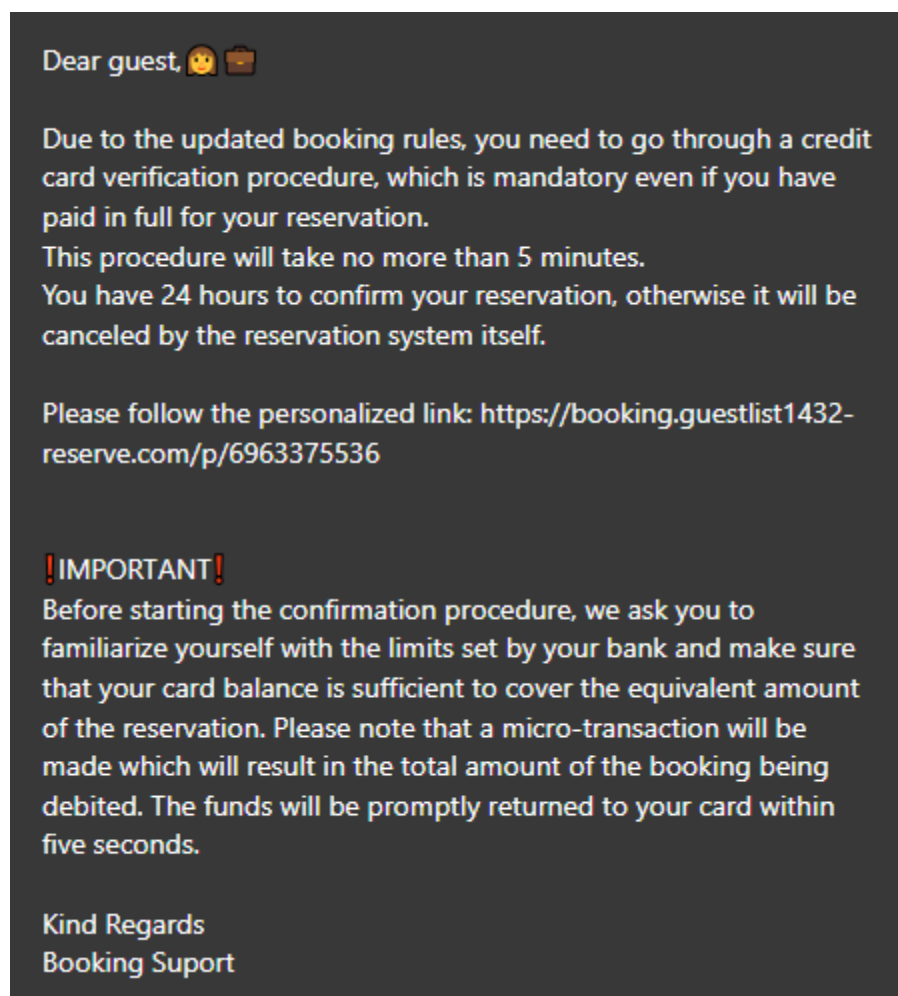 Dear guest,👩💼
Due to the updated booking rules, you need to go through a credit
card verification procedure, which is mandatory even if you have
paid in full for your reservation.
This procedure will take no more than 5 minutes.
You have 24 hours to confirm your reservation, otherwise it will be
canceled by the reservation system itself.
Please follow the personalized link: https://booking.guestlist1432-
reserve.com/p/6963375536
❗IMPORTANT❗
Before starting the confirmation procedure, we ask you to
familiarize yourself with the limits set by your bank and make sure
that your card balance is sufficient to cover the equivalent amount
of the reservation. Please note that a micro-transaction will be
made which will result in the total amount of the booking being
debited. The funds will be promptly returned to your card within
five seconds.
Kind Regards
Booking Suport